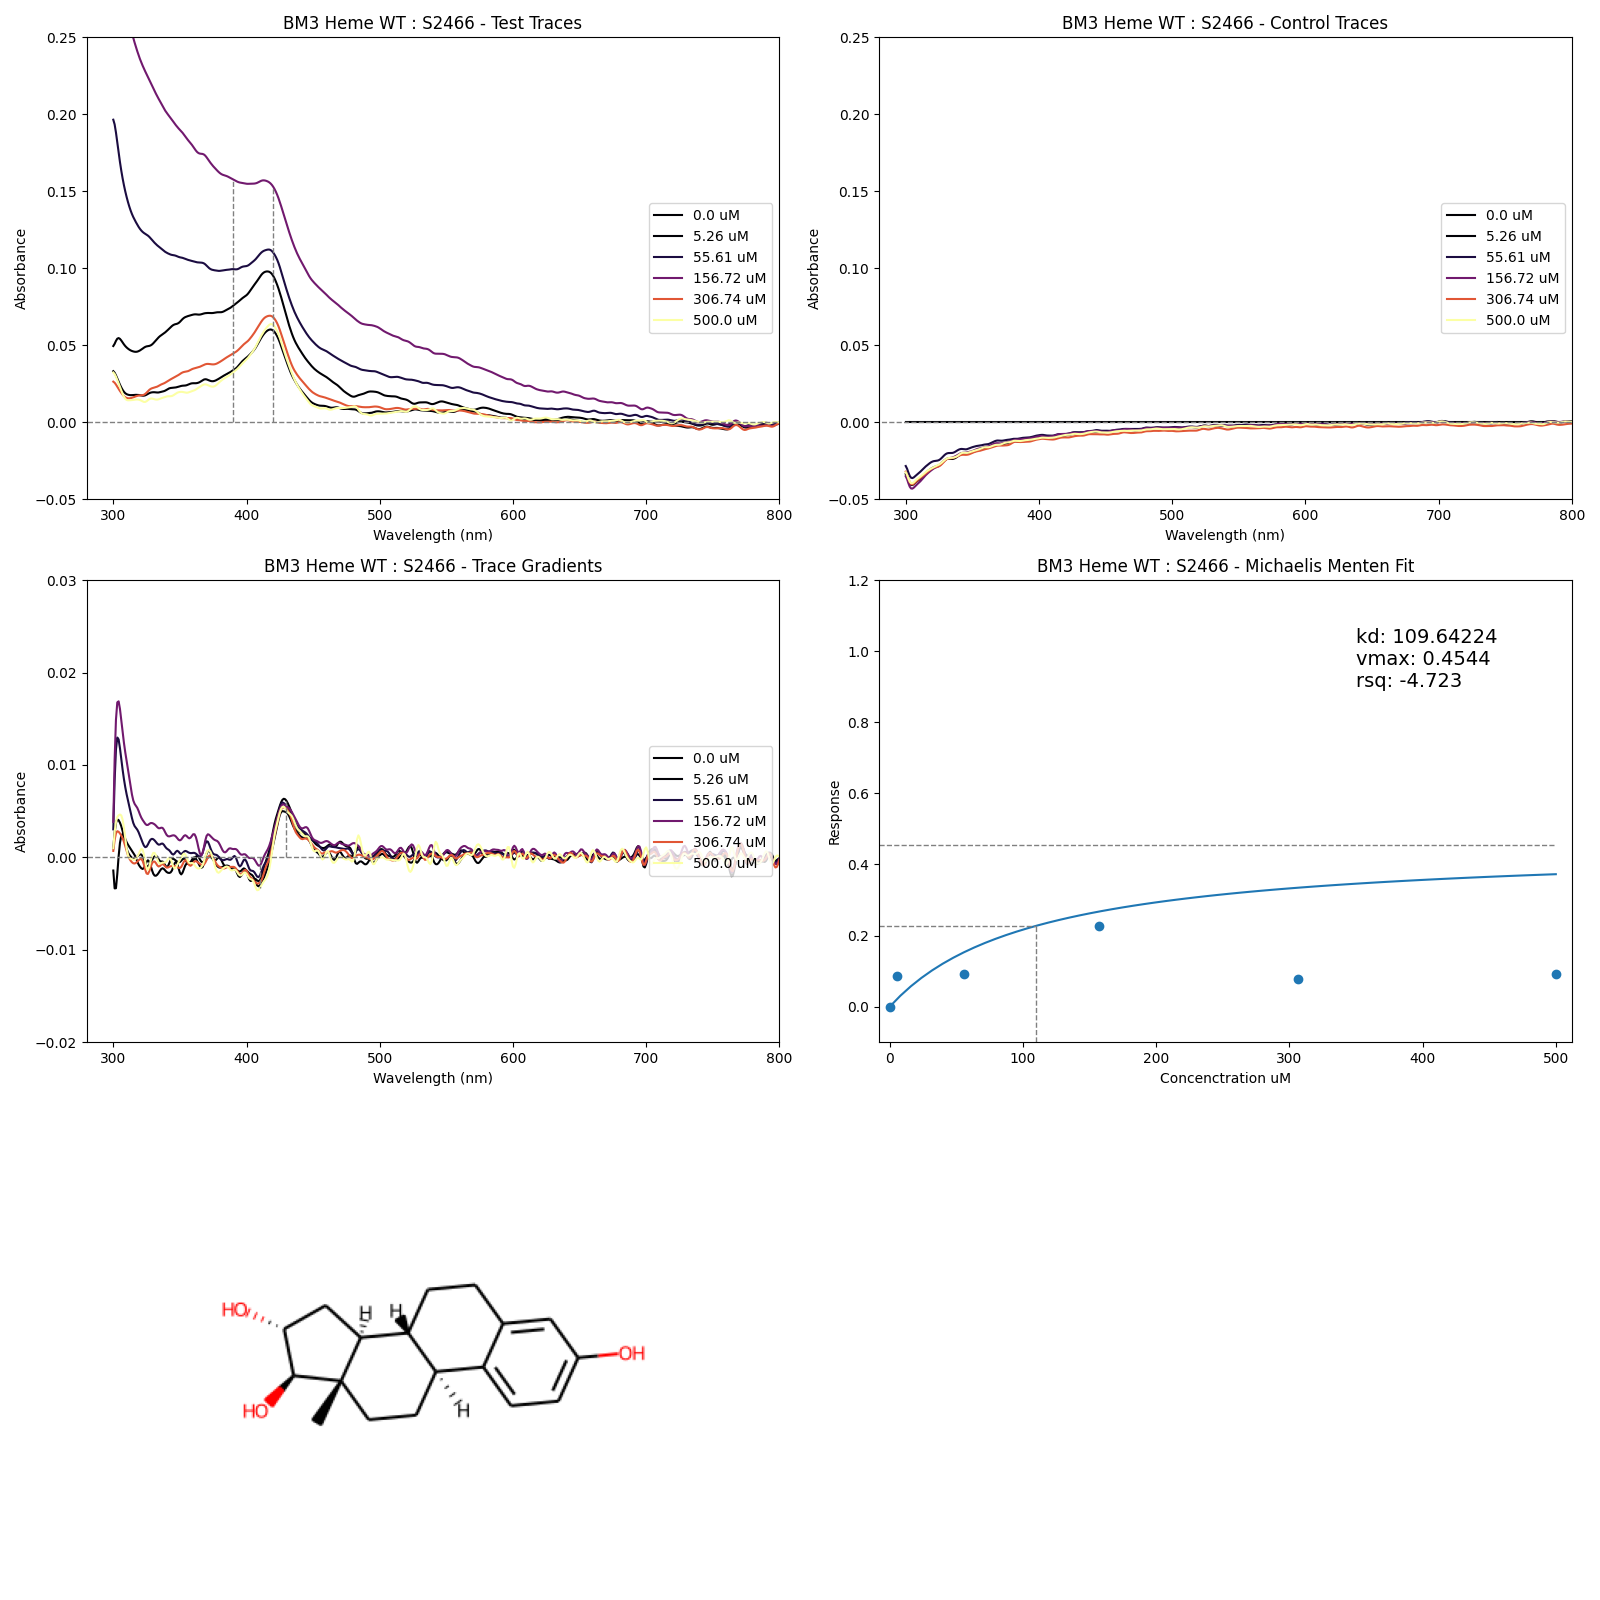 BM3 Heme WT : S2466 - Test Traces
0.25
0.20
0.15
0.10
0.05
0.00
−0.05
Absorbance
300 400 500 600 700 800
Wavelength (nm)
0.0 uM
5.26 uM
55.61 uM
156.72 uM
306.74 uM
500.0 uM
BM3 Heme WT : S2466 - Control Traces
0.25
0.20
0.15
0.10
0.05
0.00
−0.05
Absorbance
300 400 500 600 700 800
Wavelength (nm)
0.0 uM
5.26 uM
55.61 uM
156.72 uM
306.74 uM
500.0 uM
BM3 Heme WT : S2466 - Trace Gradients
0.03
0.02
0.01
0.00
−0.01
−0.02
Absorbance
300 400 500 600 700 800
Wavelength (nm)
0.0 uM
5.26 uM
55.61 uM
156.72 uM
306.74 uM
500.0 uM
BM3 Heme WT : S2466 - Michaelis Menten Fit
1.2
1.0
0.8
0.6
0.4
0.2
0.0
Response
kd: 109.64224
vmax: 0.4544
rsq: -4.723
0 100 200 300 400 500
Concenctration uM
HO
H
H
OH
HO
H